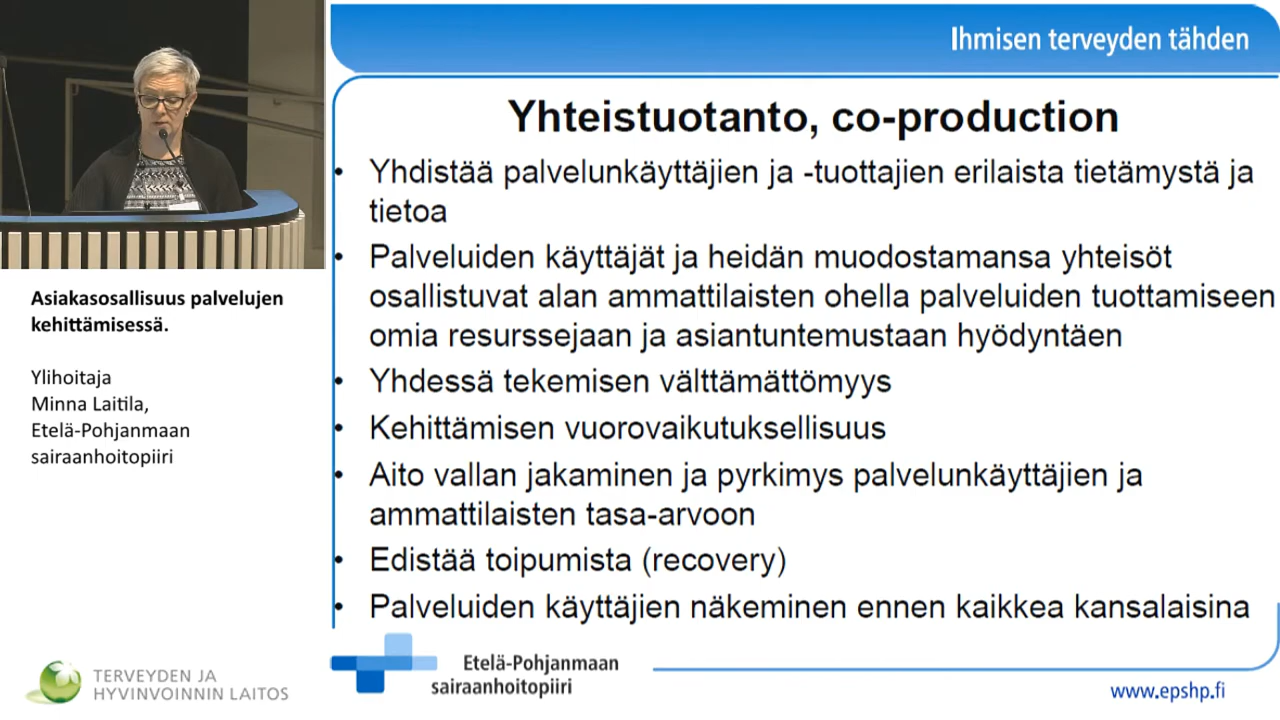 Ihmisen terveyden tähden
Yhteistuotanto, co-production
• Yhdistää palvelunkäyttäjien ja -tuottajien erilaista tietämystä ja
tietoa
• Palveluiden käyttäjät ja heidän muodostamansa yhteisöt
osallistuvat alan ammattilaisten ohella palveluiden tuottamiseen
omia resurssejaan ja asiantuntemustaan hyödyntäen
• Yhdessä tekemisen välttämättömyys
• Kehittämisen vuorovaikutuksellisuus
• Aito vallan jakaminen ja pyrkimys palvelunkäyttäjien ja
ammattilaisten tasa-arvoon
• Edistää toipumista (recovery)
• Palveluiden käyttäjien näkeminen ennen kaikkea kansalaisina
Asiakasosallisuus palvelujen
kehittämisessä.
Ylihoitaja
Minna Laitila,
Etelä-Pohjanmaan
sairaanhoitopiiri
TERVEYDEN JA
HYVINVOINNIN LAITOS
Etelä-Pohjanmaan
sairaanhoitopiiri
www.epshp.fi